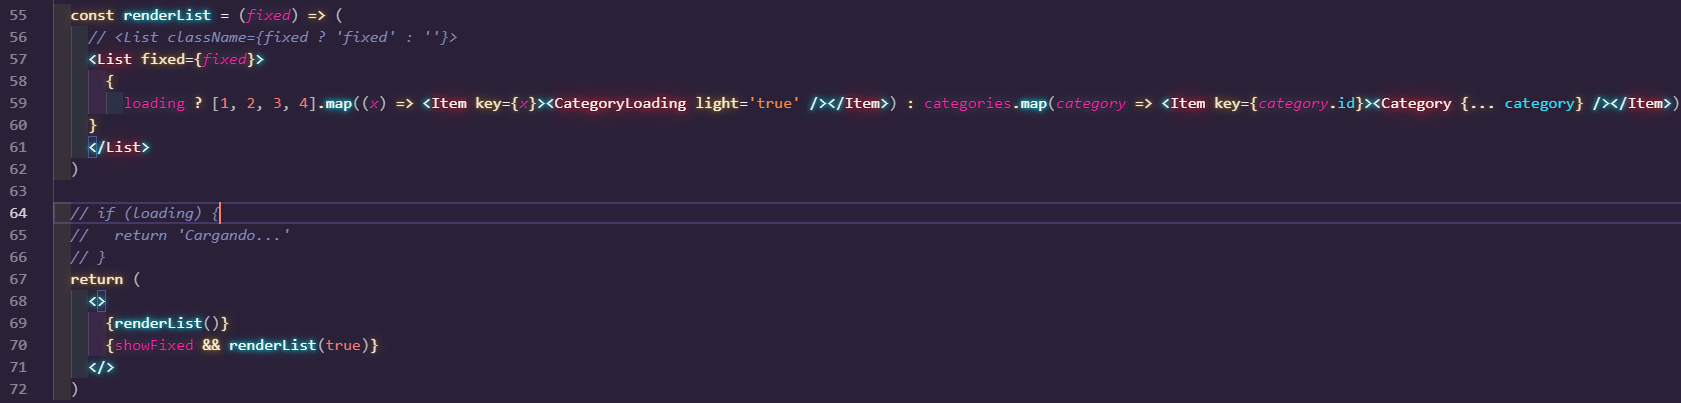 55 const renderList = (fixed) => (
56 // <List className={fixed ? 'fixed' : ''}>
57 <List fixed={fixed}>
58 {
59 loading ? [1, 2, 3, 4].map((x) => <Item key={x}><CategoryLoading light='true' /></Item>) : categories.map(category => <Item key={category.id}><Category {... category} /></Item>)
60 }
61 </List>
62 )
63
64 // if (loading) {
65 //   return 'Cargando...'
66 // }
67 return (
68 <>
69 {renderList()}
70 {showFixed && renderList(true)}
71 </>
72 )